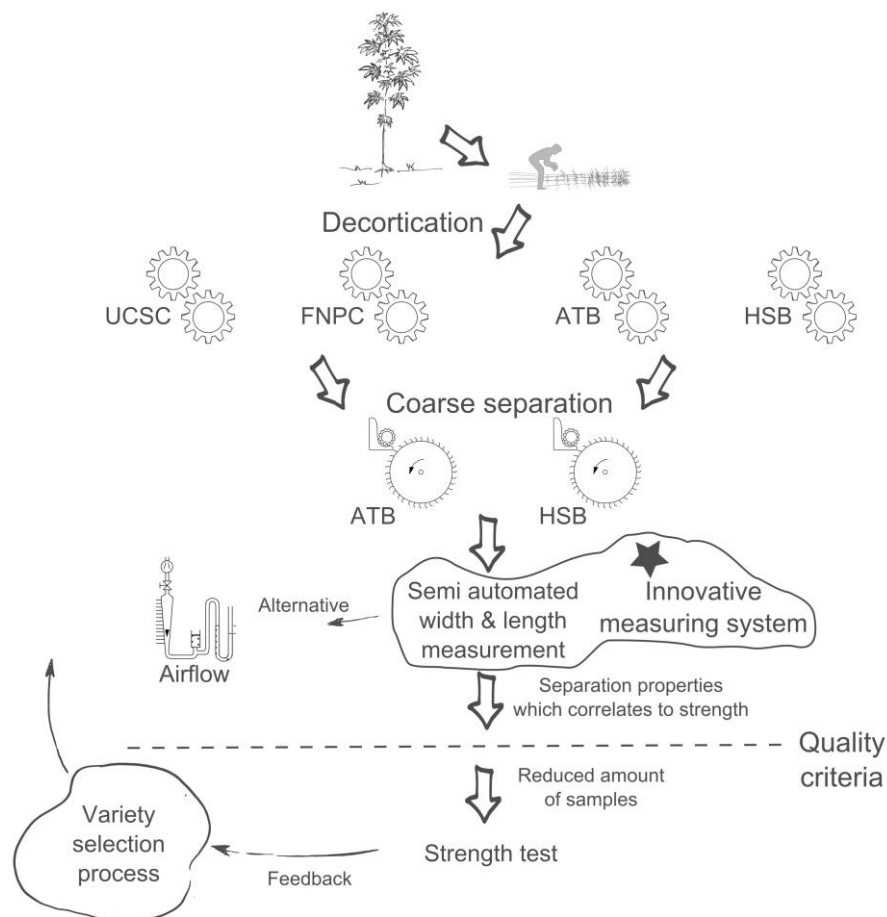 Decortication
UCSC
FNPC
ATB
HSB
Coarse separation
ATB
HSB
Semi automated
width & length
measurement
Innovative
measuring system
Alternative
Airflow
Separation properties
which correlates to strength
Quality
criteria
Reduced amount
of samples
Variety
selection
process
Feedback
Strength test